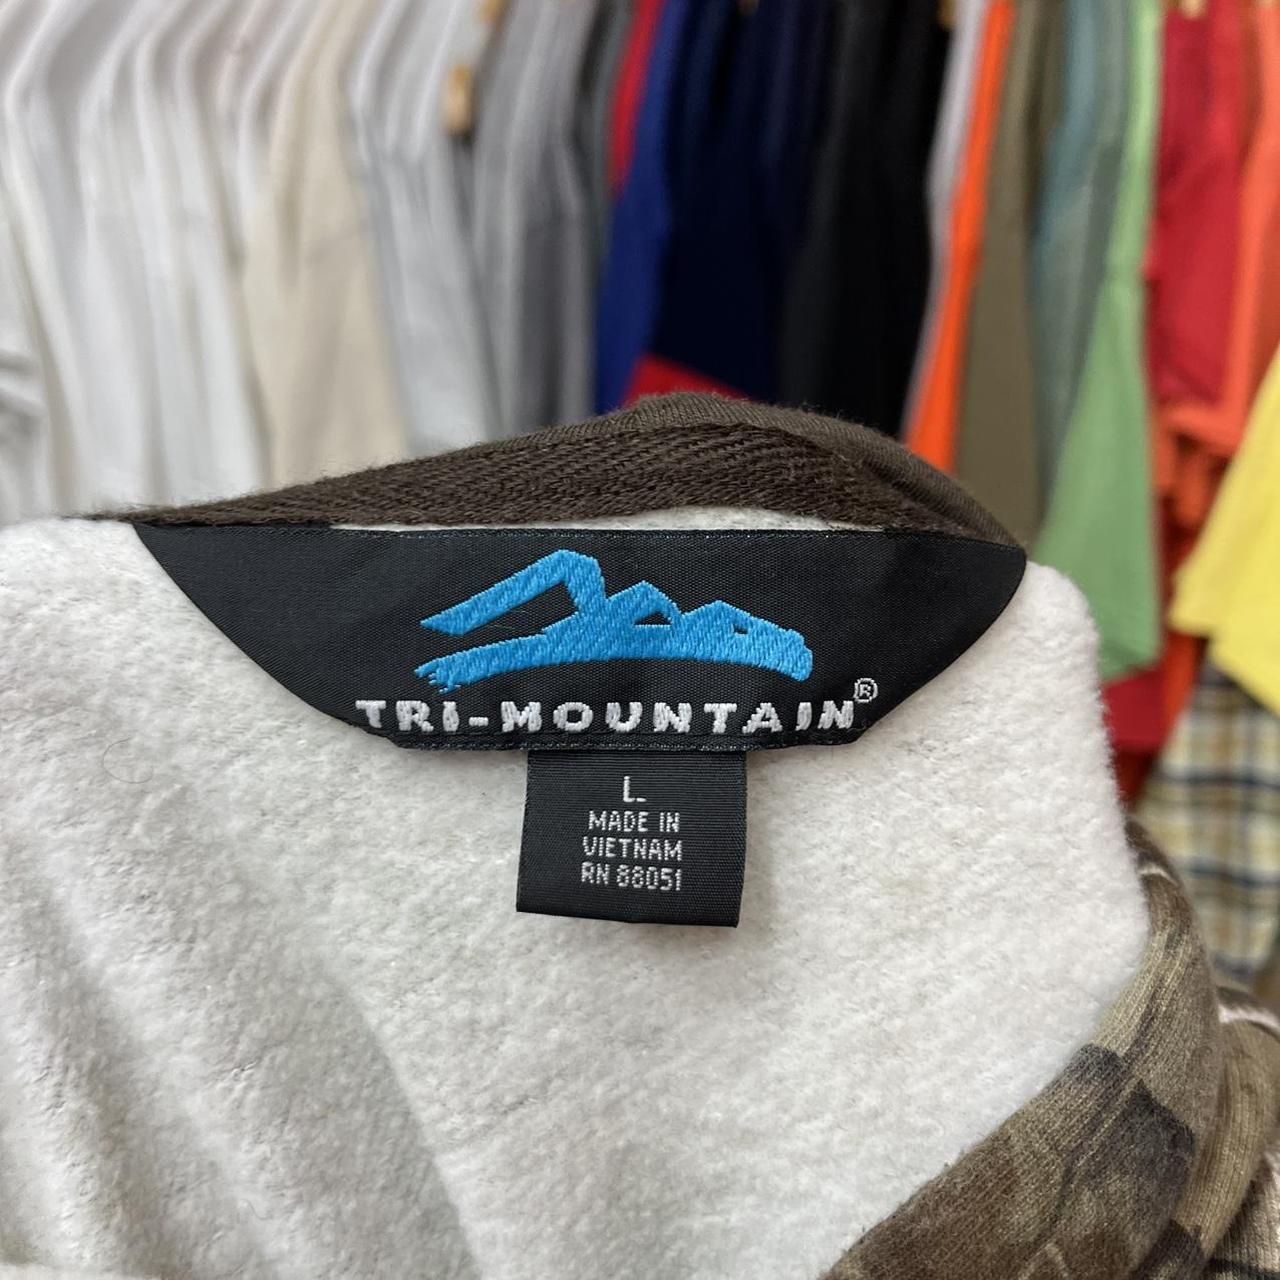 TRI-MOUNTAIN®
L
MADE IN
VIETNAM
RN 88051